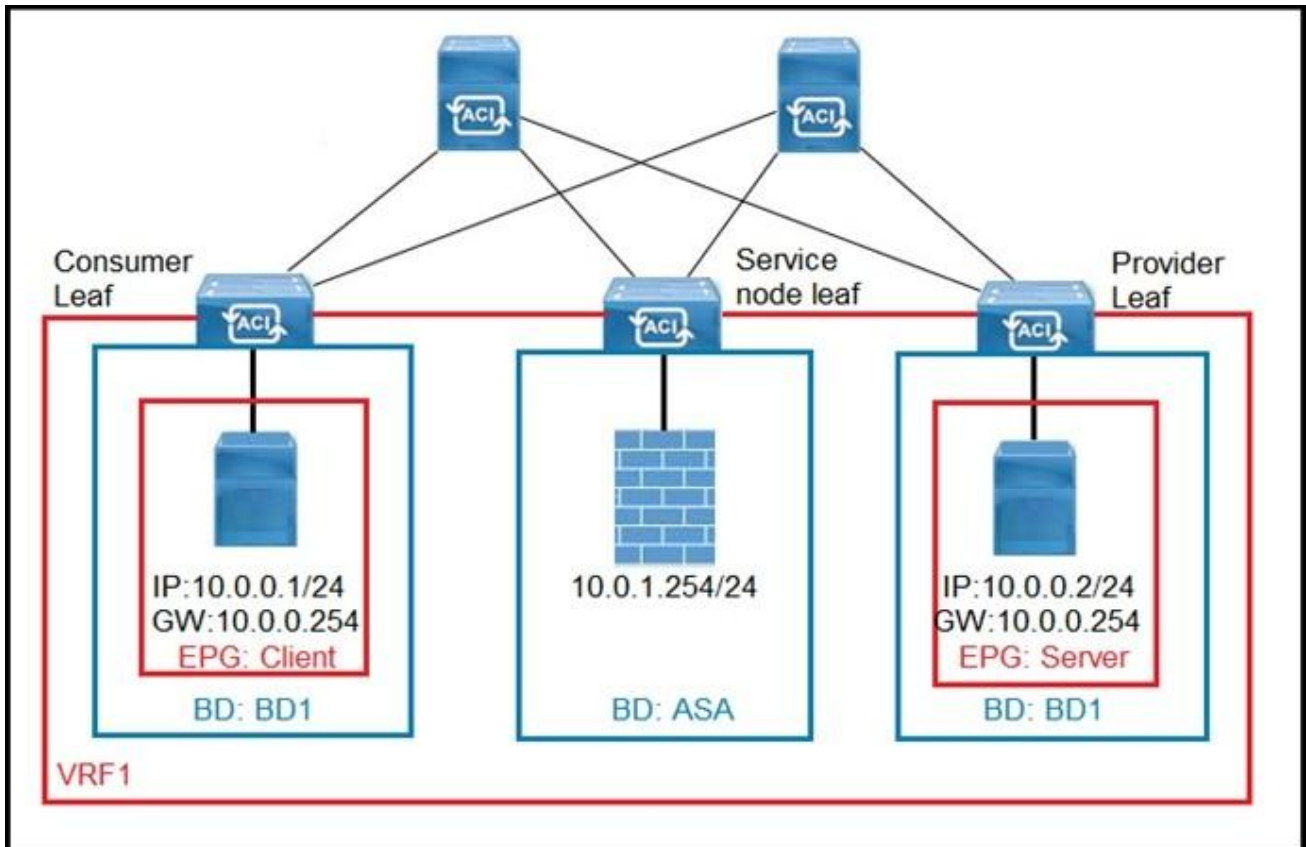 ACI
ACI
Consumer
Leaf
Service
node leaf
Provider
Leaf
ACI
ACI
ACI
IP:10.0.0.1/24
GW:10.0.0.254
EPG: Client
BD: BD1
10.0.1.254/24
BD: ASA
IP:10.0.0.2/24
GW:10.0.0.254
EPG: Server
BD: BD1
VRF1